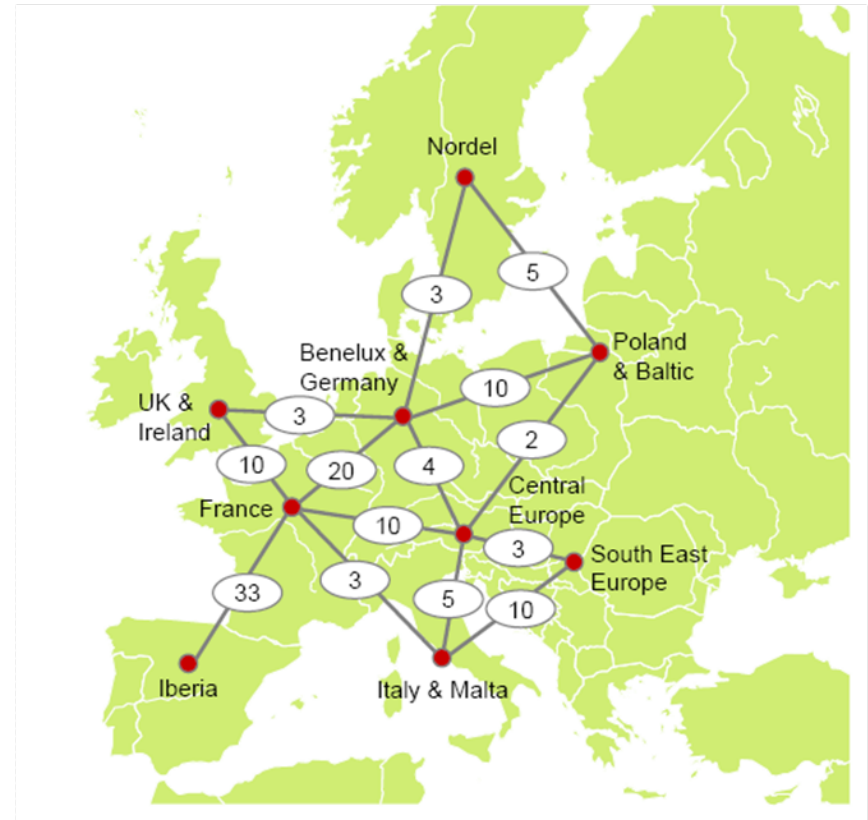 Nordel
5
3
Poland
& Baltic
Benelux &
Germany
10
UK &
Ireland
3
2
10
20
4
Central
Europe
France
10
3
South East
Europe
3
33
5
10
Iberia
Italy & Malta